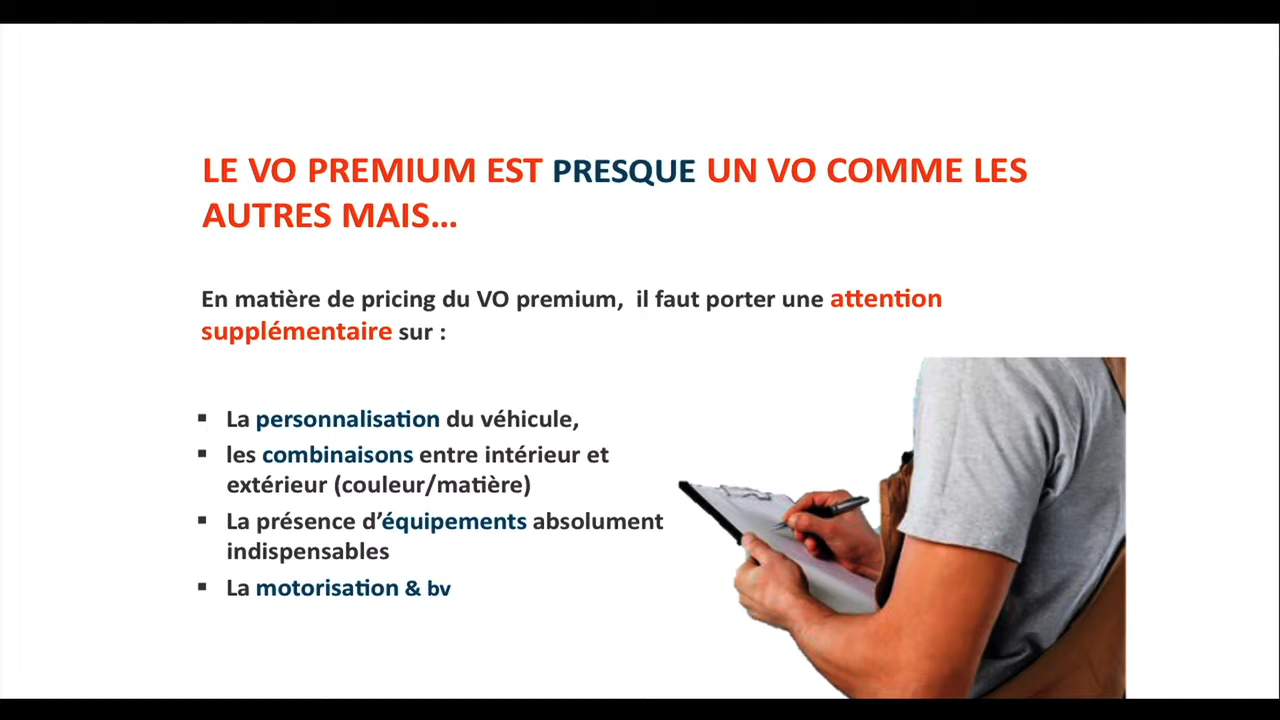 LE VO PREMIUM EST PRESQUE UN VO COMME LES
AUTRES MAIS…
En matière de pricing du VO premium, il faut porter une attention
supplémentaire sur :
▪ La personnalisation du véhicule,
▪ les combinaisons entre intérieur et
extérieur (couleur/matière)
▪ La présence d’équipements absolument
indispensables
▪ La motorisation & bv